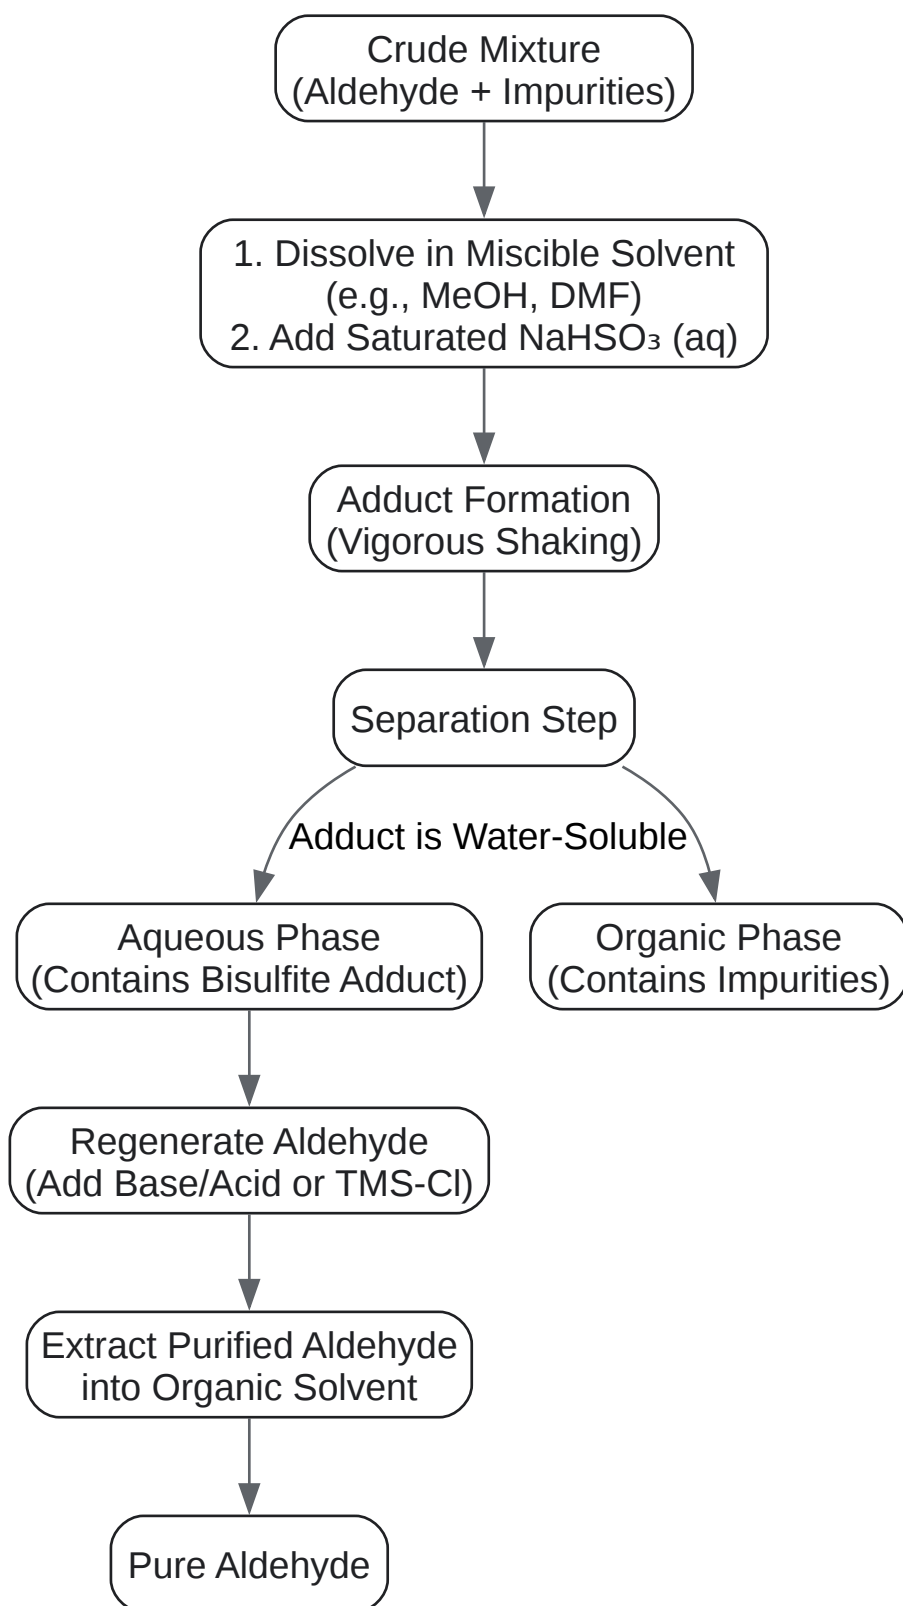 Crude Mixture
(Aldehyde + Impurities)
1. Dissolve in Miscible Solvent
(e.g., MeOH, DMF)
2. Add Saturated NaHSO₃ (aq)
Adduct Formation
(Vigorous Shaking)
Separation Step
Adduct is Water-Soluble
Aqueous Phase
(Contains Bisulfite Adduct)
Organic Phase
(Contains Impurities)
Regenerate Aldehyde
(Add Base/Acid or TMS-Cl)
Extract Purified Aldehyde
into Organic Solvent
Pure Aldehyde